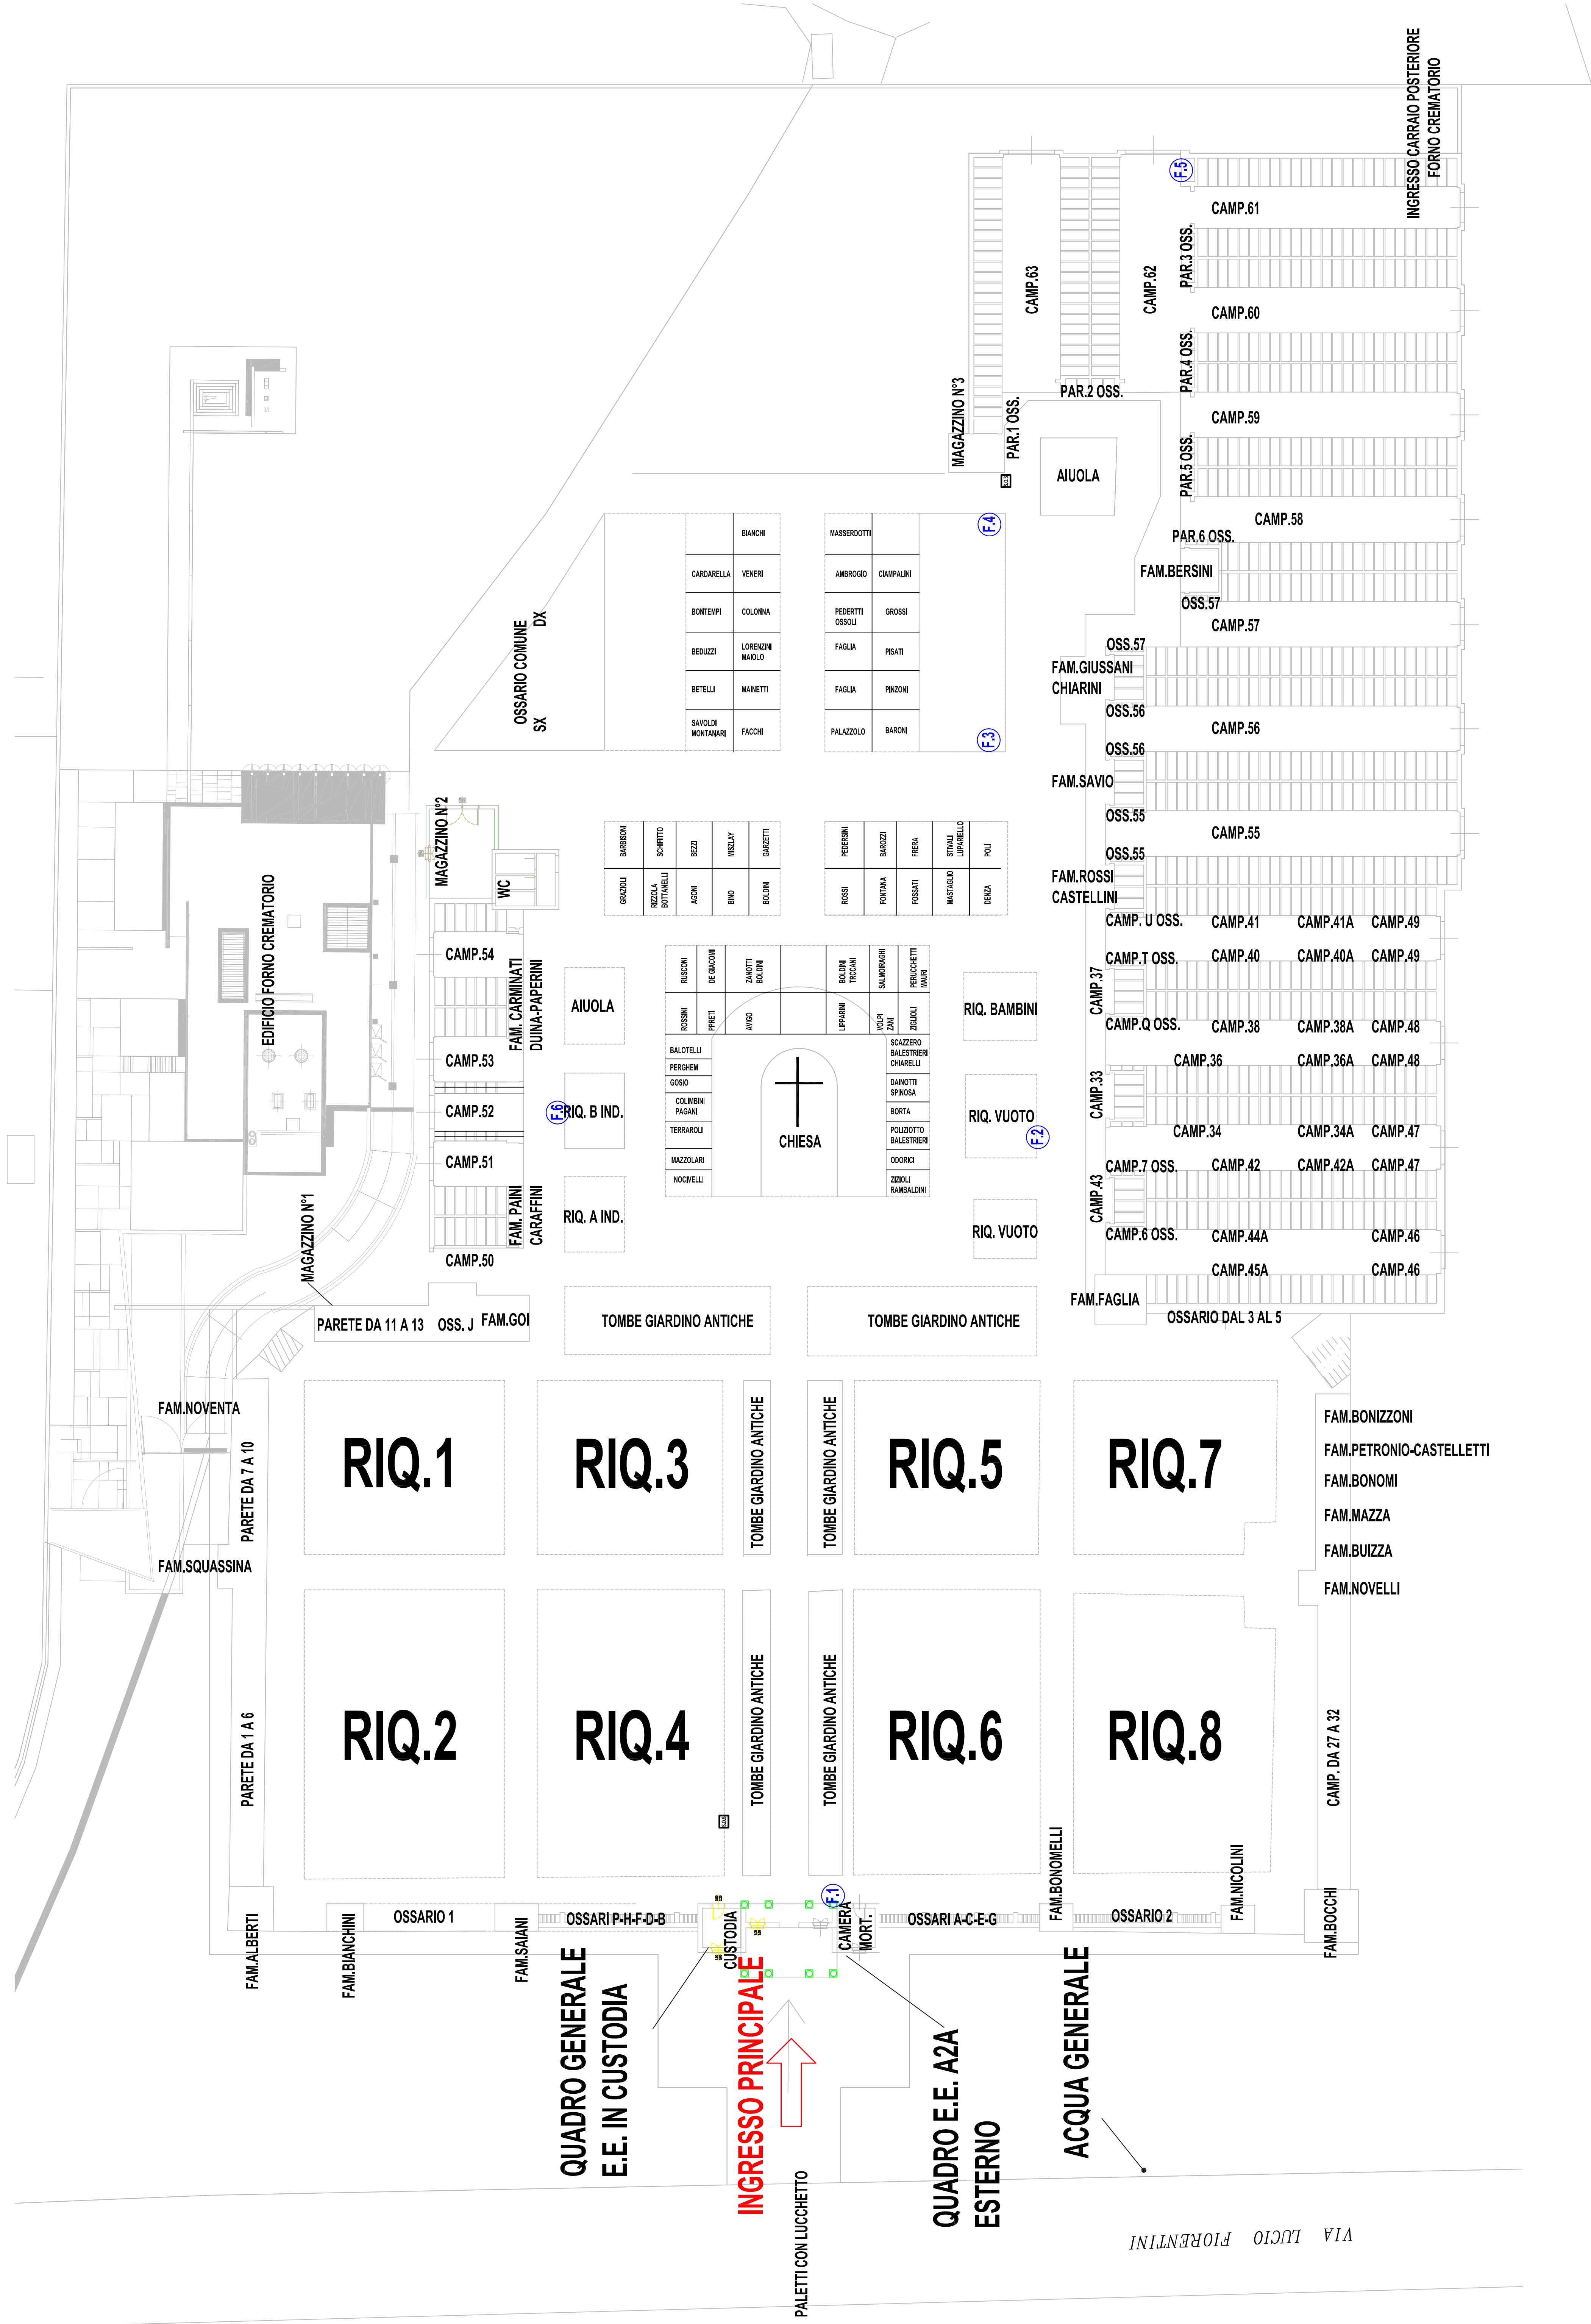 INGRESSO CARRAIO POSTERIORE
FORNO CREMATORIO
F.5
CAMP.61
CAMP.63
CAMP.62
PAR.3 OSS.
CAMP.60
PAR.4 OSS.
MAGAZZINO N°3
PAR.1 OSS.
PAR.2 OSS.
CAMP.59
PAR.5 OSS.
AIUOLA
CAMP.58
PAR.6 OSS.
FAM.BERSINI
OSS.57
CAMP.57
F.4
BIANCHI
MASSERDOTTI
CARDARELLA
VENERI
AMBROGIO
CIAMPALINI
BONTEMPI
COLONNA
PEDERTTI
OSSOLI
GROSSI
BEDUZZI
LORENZINI
MAIOLO
FAGLIA
PISATI
BETELLI
MAINETTI
FAGLIA
PINZONI
SAVOLDI
MONTANARI
FACCHI
PALAZZOLO
BARONI
OSSARIO COMUNE
SX
DX
F.3
OSS.57
FAM.GIUSSANI
CHIARINI
OSS.56
CAMP.56
OSS.56
FAM.SAVIO
OSS.55
CAMP.55
OSS.55
FAM.ROSSI
CASTELLINI
MAGAZZINO N°2
WC
EDIFICIO FORNO CREMATORIO
BARBISONI
SCHIFITTO
BEZZI
MISZLAY
GARZETTI
PEDERSINI
BAROZZI
FRERA
STIVALI
LUPARIELLO
POLI
GRAZIOLI
RIZZOLA
BOTTANELLI
AGONI
BINO
BOLDINI
ROSSI
FONTANA
FOSSATI
MASTAGLIO
DENZA
CAMP. U OSS.
CAMP.41
CAMP.41A
CAMP.49
CAMP.T OSS.
CAMP.40
CAMP.40A
CAMP.49
CAMP.37
CAMP.Q OSS.
CAMP.38
CAMP.38A
CAMP.48
CAMP.36
CAMP.36A
CAMP.48
CAMP.33
CAMP.34
CAMP.34A
CAMP.47
CAMP.7 OSS.
CAMP.42
CAMP.42A
CAMP.47
CAMP.43
CAMP.6 OSS.
CAMP.44A
CAMP.46
CAMP.45A
CAMP.46
FAM.FAGLIA
OSSARIO DAL 3 AL 5
CAMP.54
FAM. CARMINATI
DUINA-PAPERINI
CAMP.53
CAMP.52
CAMP.51
FAM. PAINI
CARAFFINI
CAMP.50
AIUOLA
F.6
RIQ. B IND.
RIQ. A IND.
RUSCONI
DE GIACOMI
ZANOTTI
BOLDINI
BOLDINI
TRCCANI
SALMOIRAGHI
PERUCCHETTI
MAURI
ROSSINI
PPRETI
AVIGO
LIPPARINI
VOLPI
ZANI
ZIGLIOLI
BALOTELLI
PERGHEM
GOSIO
COLIMBINI
PAGANI
TERRAROLI
MAZZOLARI
NOCIVELLI
CHIESA
SCAZZERO
BALESTRIERI
CHIARELLI
DAINOTTI
SPINOSA
BORTA
POLIZIOTTO
BALESTRIERI
ODORICI
ZIZIOLI
RAMBALDINI
RIQ. BAMBINI
RIQ. VUOTO
F.2
RIQ. VUOTO
MAGAZZINO N°1
PARETE DA 11 A 13
OSS. J
FAM.GOI
TOMBE GIARDINO ANTICHE
TOMBE GIARDINO ANTICHE
FAM.NOVENTA
PARETE DA 7 A 10
FAM.SQUASSINA
RIQ.1
RIQ.3
TOMBE GIARDINO ANTICHE
TOMBE GIARDINO ANTICHE
RIQ.5
RIQ.7
FAM.BONIZZONI
FAM.PETRONIO-CASTELLETTI
FAM.BONOMI
FAM.MAZZA
FAM.BUIZZA
FAM.NOVELLI
PARETE DA 1 A 6
RIQ.2
RIQ.4
TOMBE GIARDINO ANTICHE
TOMBE GIARDINO ANTICHE
RIQ.6
RIQ.8
CAMP. DA 27 A 32
FAM.ALBERTI
FAM.BIANCHINI
OSSARIO 1
FAM.SAIANI
OSSARI P-H-F-D-B
CUSTODIA
F.1
CAMERA
MORT.
OSSARI A-C-E-G
FAM.BONOMELLI
OSSARIO 2
FAM.NICOLINI
FAM.BOCCHI
QUADRO GENERALE
E.E. IN CUSTODIA
INGRESSO PRINCIPALE
QUADRO E.E. A2A
ESTERNO
ACQUA GENERALE
PALETTI CON LUCCHETTO
VIA LUCIO FIORENTINI